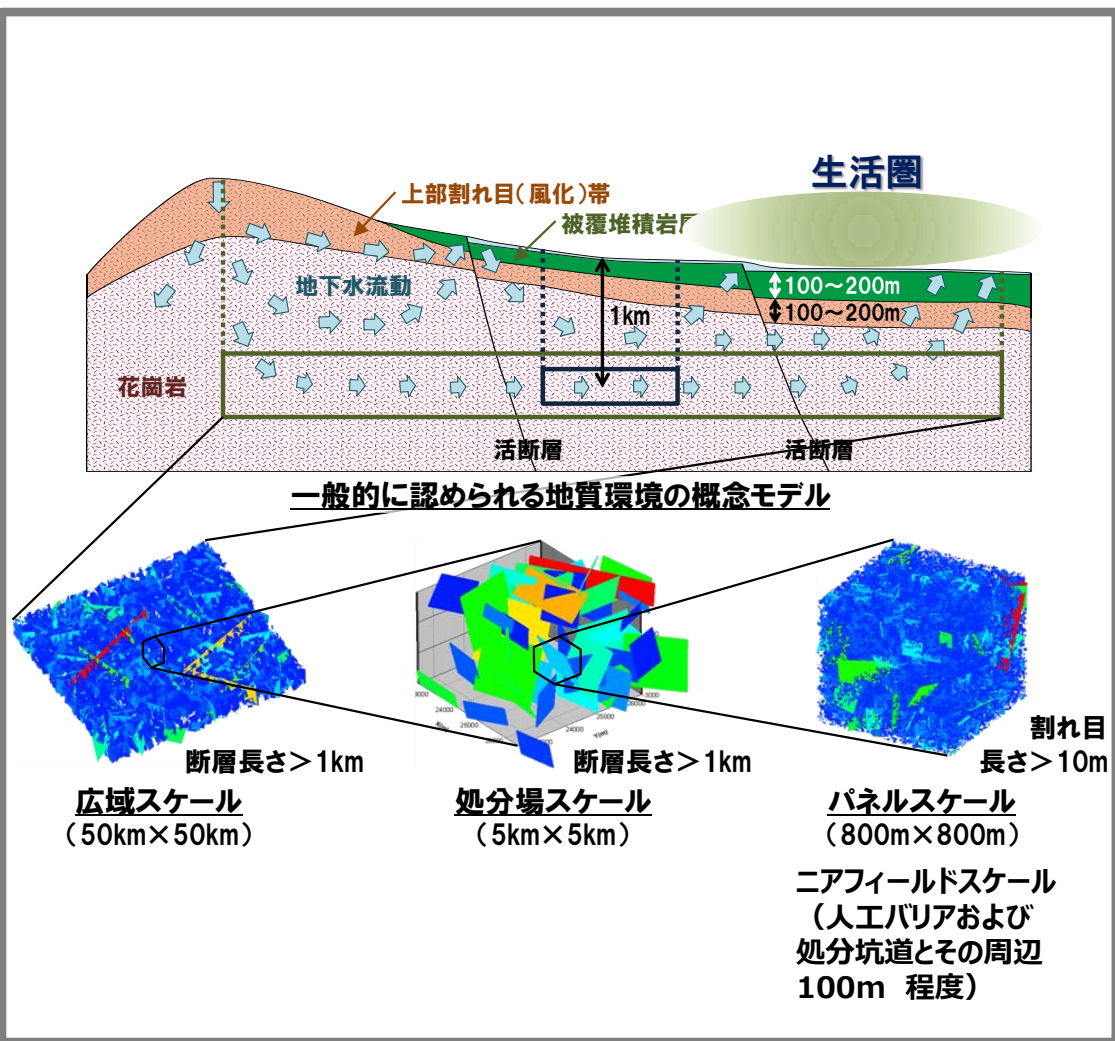 生活圏
上部割れ目(風化)帯
被覆堆積岩
地下水流動
100～200m
1km
100～200m
花崗岩
活断層
活断層
一般的に認められる地質環境の概念モデル
割れ目
断層長さ＞1km
断層長さ＞1km
長さ＞10m
広域スケール
処分場スケール
パネルスケール
（50km×50km）
（5km×5km）
（800m×800m）
ニアフィールドスケール
（人工バリアおよび
処分坑道とその周辺
100m 程度）